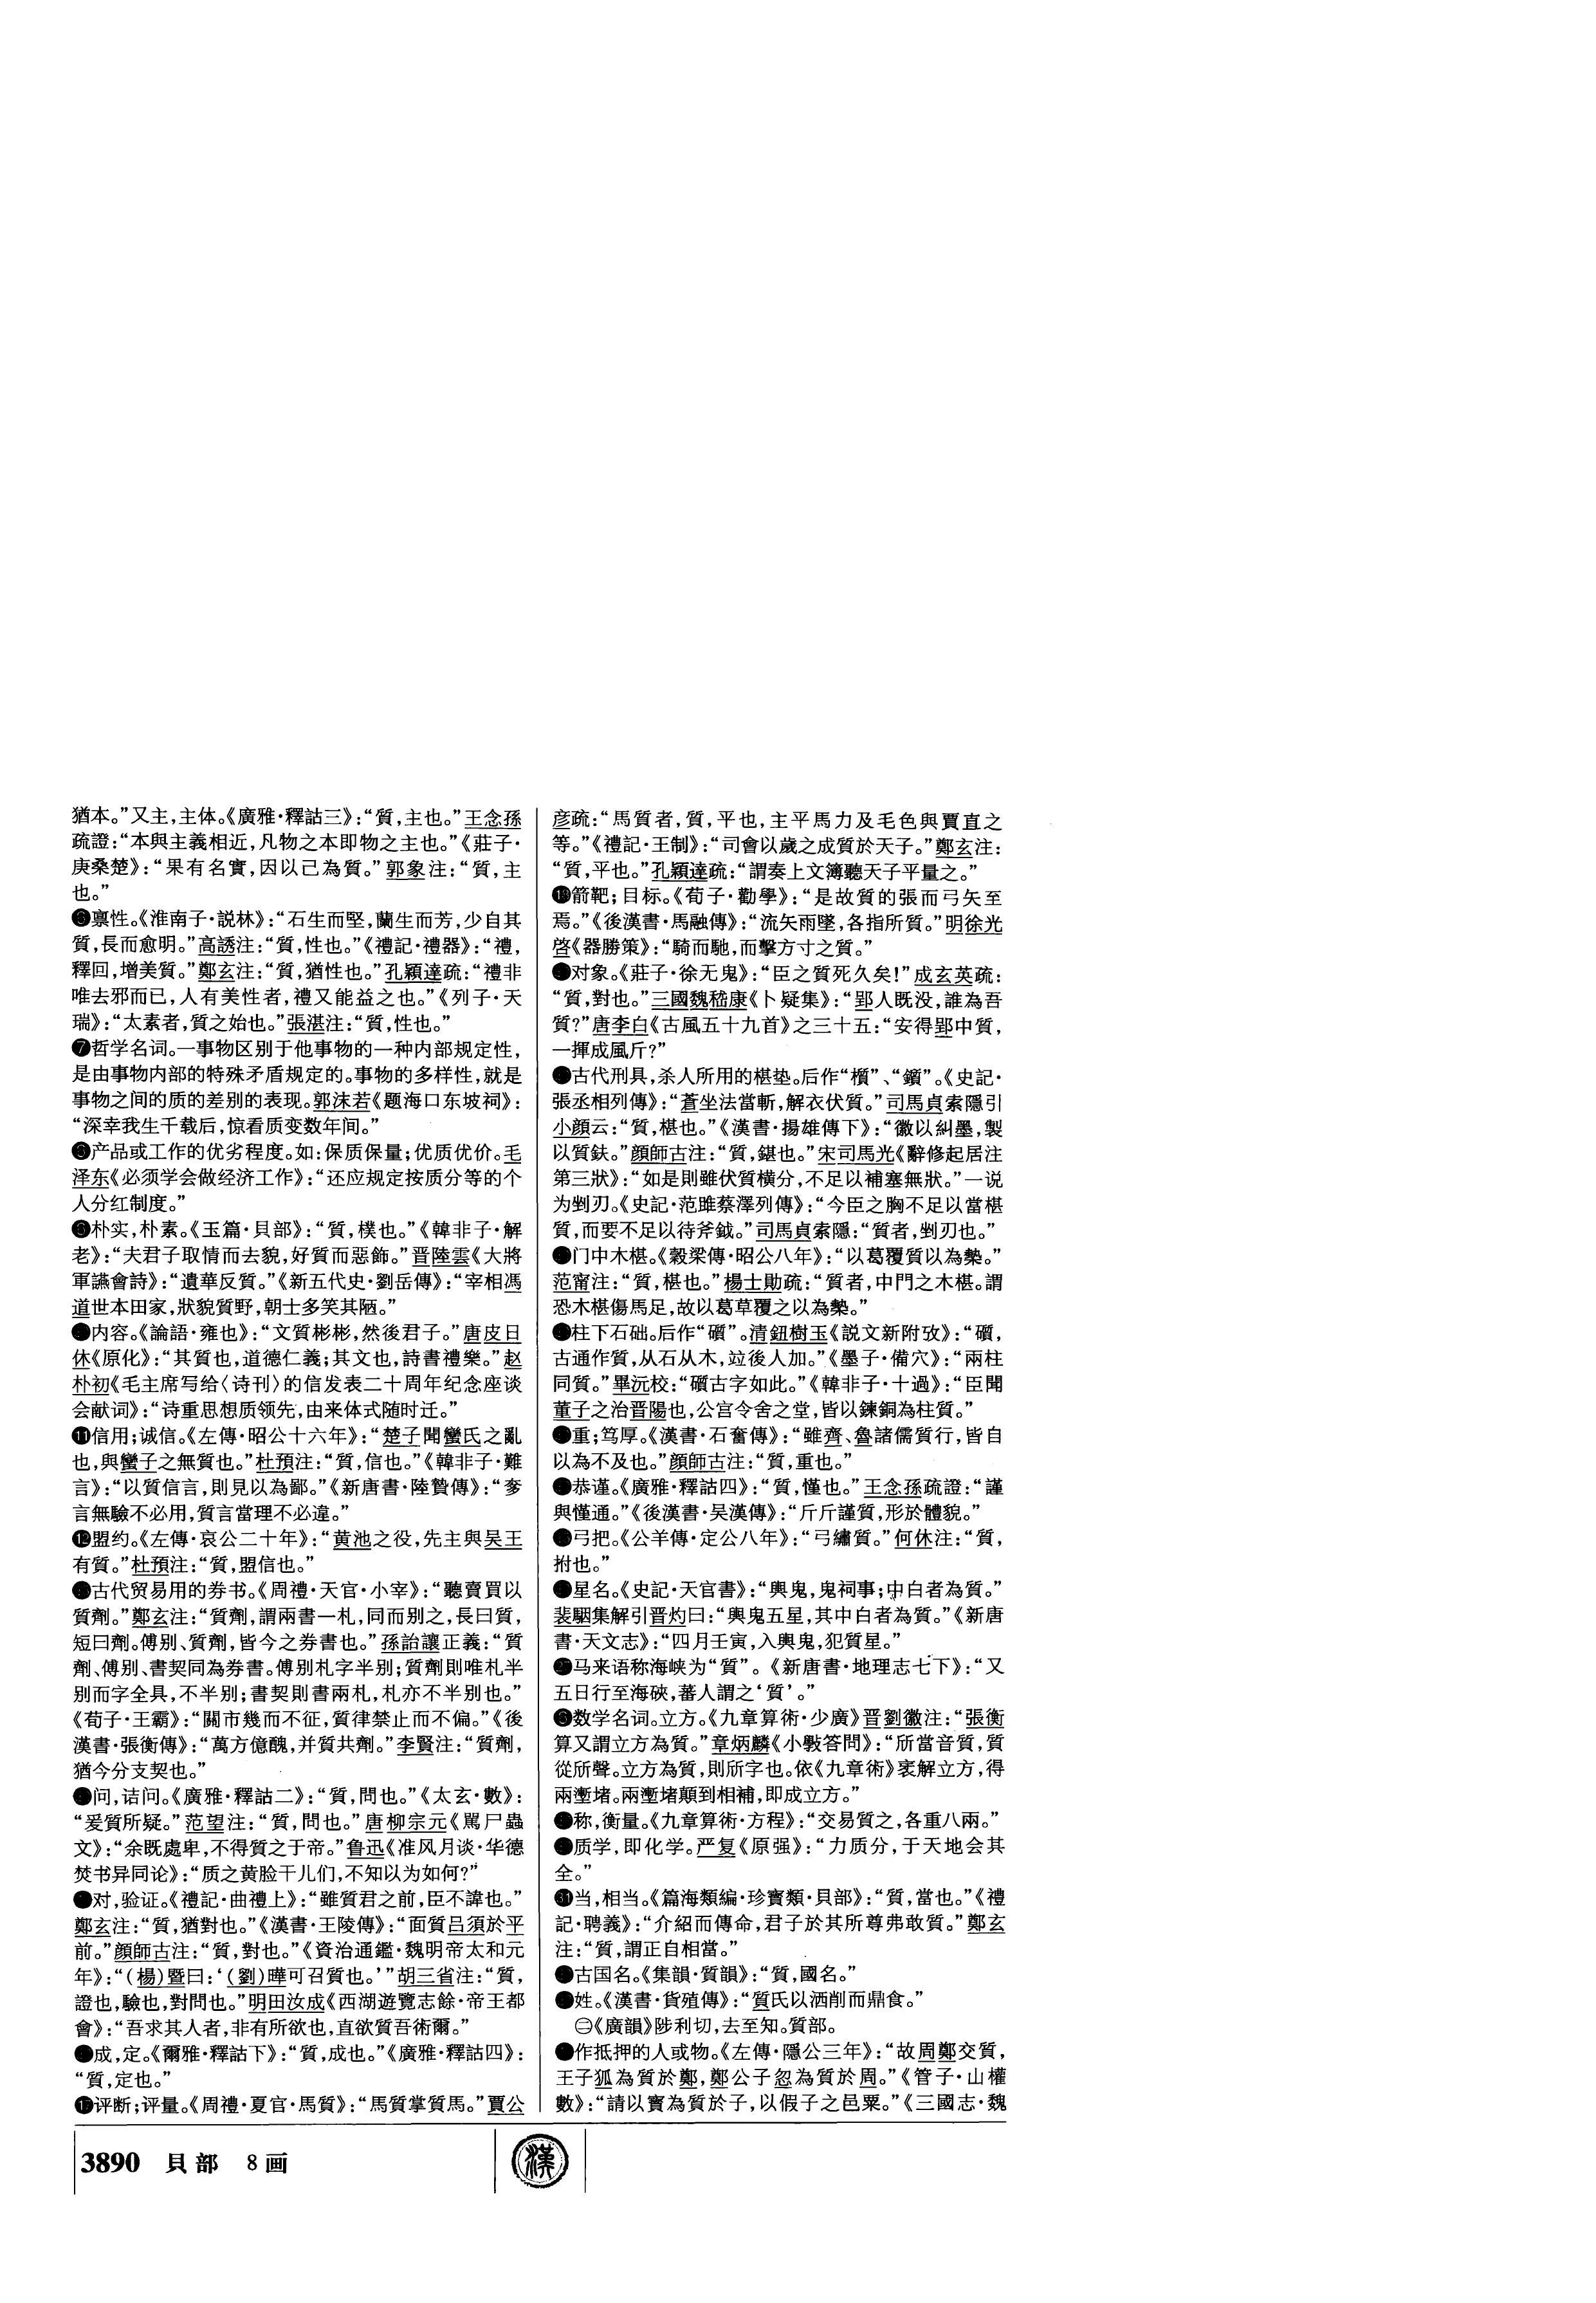 猶本。”又主，主体。《廣雅·釋詁三》：“質，主也。”王念孫
疏證：“本與主義相近，凡物之本即物之主也。”《莊子·
庚桑楚》：“果有名實，因以己為質。”郭象注：“質，主
也。”
❻禀性。《淮南子·説林》：“石生而堅，蘭生而芳，少自其
質，長而愈明。”高誘注：“質，性也。”《禮記·禮器》：“禮，
釋回，增美質。”鄭玄注：“質，猶性也。”孔穎達疏：“禮非
唯去邪而已，人有美性者，禮又能益之也。”《列子·天
瑞》：“太素者，質之始也。”張湛注：“質，性也。”
❼哲学名词。一事物区别于他事物的一种内部规定性，
是由事物内部的特殊矛盾规定的。事物的多样性，就是
事物之间的质的差别的表现。郭沫若《题海口东坡祠》：
“深幸我生千载后，惊看质变数年间。”
❽产品或工作的优劣程度。如：保质保量；优质优价。毛
泽东《必须学会做经济工作》：“还应规定按质分等的个
人分红制度。”
❾朴实，朴素。《玉篇·貝部》：“質，樸也。”《韓非子·解
老》：“夫君子取情而去貌，好質而惡飾。”晋陸雲《大將
軍讌會詩》：“遺華反質。”《新五代史·劉岳傳》：“宰相馮
道世本田家，狀貌質野，朝士多笑其陋。”
●内容。《論語·雍也》：“文質彬彬，然後君子。”唐皮日
休《原化》：“其質也，道德仁義；其文也，詩書禮樂。”赵
朴初《毛主席写给〈诗刊〉的信发表二十周年纪念座谈
会献词》：“诗重思想质领先，由来体式随时迁。”
⓫信用；诚信。《左傳·昭公十六年》：“楚子聞蠻氏之亂
也，與蠻子之無質也。”杜預注：“質，信也。”《韓非子·難
言》：“以質信言，則見以為鄙。”《新唐書·陸贄傳》：“夸
言無驗不必用，質言當理不必違。”
⓬盟约。《左傳·哀公二十年》：“黄池之役，先主與吴王
有質。”杜預注：“質，盟信也。”
●古代贸易用的券书。《周禮·天官·小宰》：“聽賣買以
質劑。”鄭玄注：“質劑，謂兩書一札，同而别之，長曰質，
短曰劑。傅别、質劑，皆今之券書也。”孫詒讓正義：“質
劑、傅别、書契同為券書。傅别札字半别；質劑則唯札半
别而字全具，不半别；書契則書兩札，札亦不半别也。”
《荀子·王霸》：“關市幾而不征，質律禁止而不偏。”《後
漢書·張衡傳》：“萬方億醜，并質共劑。”李賢注：“質劑，
猶今分支契也。”
●问，诘问。《廣雅·釋詁二》：“質，問也。”《太玄·數》：
“爰質所疑。”范望注：“質，問也。”唐柳宗元《駡尸蟲
文》：“余既處卑，不得質之于帝。”鲁迅《准风月谈·华德
焚书异同论》：“质之黄脸干儿们，不知以为如何？”
●对，验证。《禮記·曲禮上》：“雖質君之前，臣不諱也。”
鄭玄注：“質，猶對也。”《漢書·王陵傳》：“面質吕須於平
前。”顔師古注：“質，對也。”《資治通鑑·魏明帝太和元
年》：“（楊）暨曰：‘（劉）曄可召質也。’”胡三省注：“質，
證也，驗也，對問也。”明田汝成《西湖遊覽志餘·帝王都
會》：“吾求其人者，非有所欲也，直欲質吾術爾。”
●成，定。《爾雅·釋詁下》：“質，成也。”《廣雅·釋詁四》：
“質，定也。”
⓱评断；评量。《周禮·夏官·馬質》：“馬質掌質馬。”賈公
彦疏：“馬質者，質，平也，主平馬力及毛色與賈直之
等。”《禮記·王制》：“司會以歲之成質於天子。”鄭玄注：
“質，平也。”孔穎達疏：“謂奏上文簿聽天子平量之。”
⓲箭靶；目标。《荀子·勸學》：“是故質的張而弓矢至
焉。”《後漢書·馬融傳》：“流矢雨墜，各指所質。”明徐光
啓《器勝策》：“騎而馳，而擊方寸之質。”
●对象。《莊子·徐无鬼》：“臣之質死久矣！”成玄英疏：
“質，對也。”三國魏嵇康《卜疑集》：“郢人既没，誰為吾
質？”唐李白《古風五十九首》之三十五：“安得郢中質，
一揮成風斤？”
●古代刑具，杀人所用的椹垫。后作“櫍”、“鑕”。《史記·
張丞相列傳》：“蒼坐法當斬，解衣伏質。”司馬貞索隱引
小顔云：“質，椹也。”《漢書·揚雄傳下》：“徽以糾墨，製
以質鈇。”顔師古注：“質，鍖也。”宋司馬光《辭修起居注
第三狀》：“如是則雖伏質横分，不足以補塞無狀。”一说
为剉刃。《史記·范雎蔡澤列傳》：“今臣之胸不足以當椹
質，而要不足以待斧鉞。”司馬貞索隱：“質者，剉刃也。”
●门中木椹。《穀梁傳·昭公八年》：“以葛覆質以為槷。”
范甯注：“質，椹也。”楊士勛疏：“質者，中門之木椹。謂
恐木椹傷馬足，故以葛草覆之以為槷。”
●柱下石础。后作“礩”。清鈕樹玉《説文新附攷》：“礩，
古通作質，从石从木，竝後人加。”《墨子·備穴》：“兩柱
同質。”畢沅校：“礩古字如此。”《韓非子·十過》：“臣聞
董子之治晋陽也，公宫令舍之堂，皆以鍊銅為柱質。”
●重；笃厚。《漢書·石奮傳》：“雖齊、魯諸儒質行，皆自
以為不及也。”顔師古注：“質，重也。”
●恭谨。《廣雅·釋詁四》：“質，慬也。”王念孫疏證：“謹
與慬通。”《後漢書·吴漢傳》：“斤斤謹質，形於體貌。”
●弓把。《公羊傳·定公八年》：“弓繡質。”何休注：“質，
拊也。”
●星名。《史記·天官書》：“輿鬼，鬼祠事；中白者為質。”
裴駰集解引晋灼曰：“輿鬼五星，其中白者為質。”《新唐
書·天文志》：“四月壬寅，入輿鬼，犯質星。”
㉗马来语称海峡为“質”。《新唐書·地理志七下》：“又
五日行至海硤，蕃人謂之‘質’。”
●数学名词。立方。《九章算術·少廣》晋劉徽注：“張衡
算又謂立方為質。”章炳麟《小斅答問》：“所當音質，質
從所聲。立方為質，則所字也。依《九章術》衺解立方，得
兩壍堵。兩壍堵顛到相補，即成立方。”
●称，衡量。《九章算術·方程》：“交易質之，各重八兩。”
●质学，即化学。严复《原强》：“力质分，于天地会其
全。”
㉛当，相当。《篇海類編·珍寶類·貝部》：“質，當也。”《禮
記·聘義》：“介紹而傳命，君子於其所尊弗敢質。”鄭玄
注：“質，謂正自相當。”
●古国名。《集韻·質韻》：“質，國名。”
●姓。《漢書·貨殖傳》：“質氏以洒削而鼎食。”
㊁《廣韻》陟利切，去至知。質部。
●作抵押的人或物。《左傳·隱公三年》：“故周鄭交質，
王子狐為質於鄭，鄭公子忽為質於周。”《管子·山權
數》：“請以寶為質於子，以假子之邑粟。”《三國志·魏
3890 貝部 8画
漢